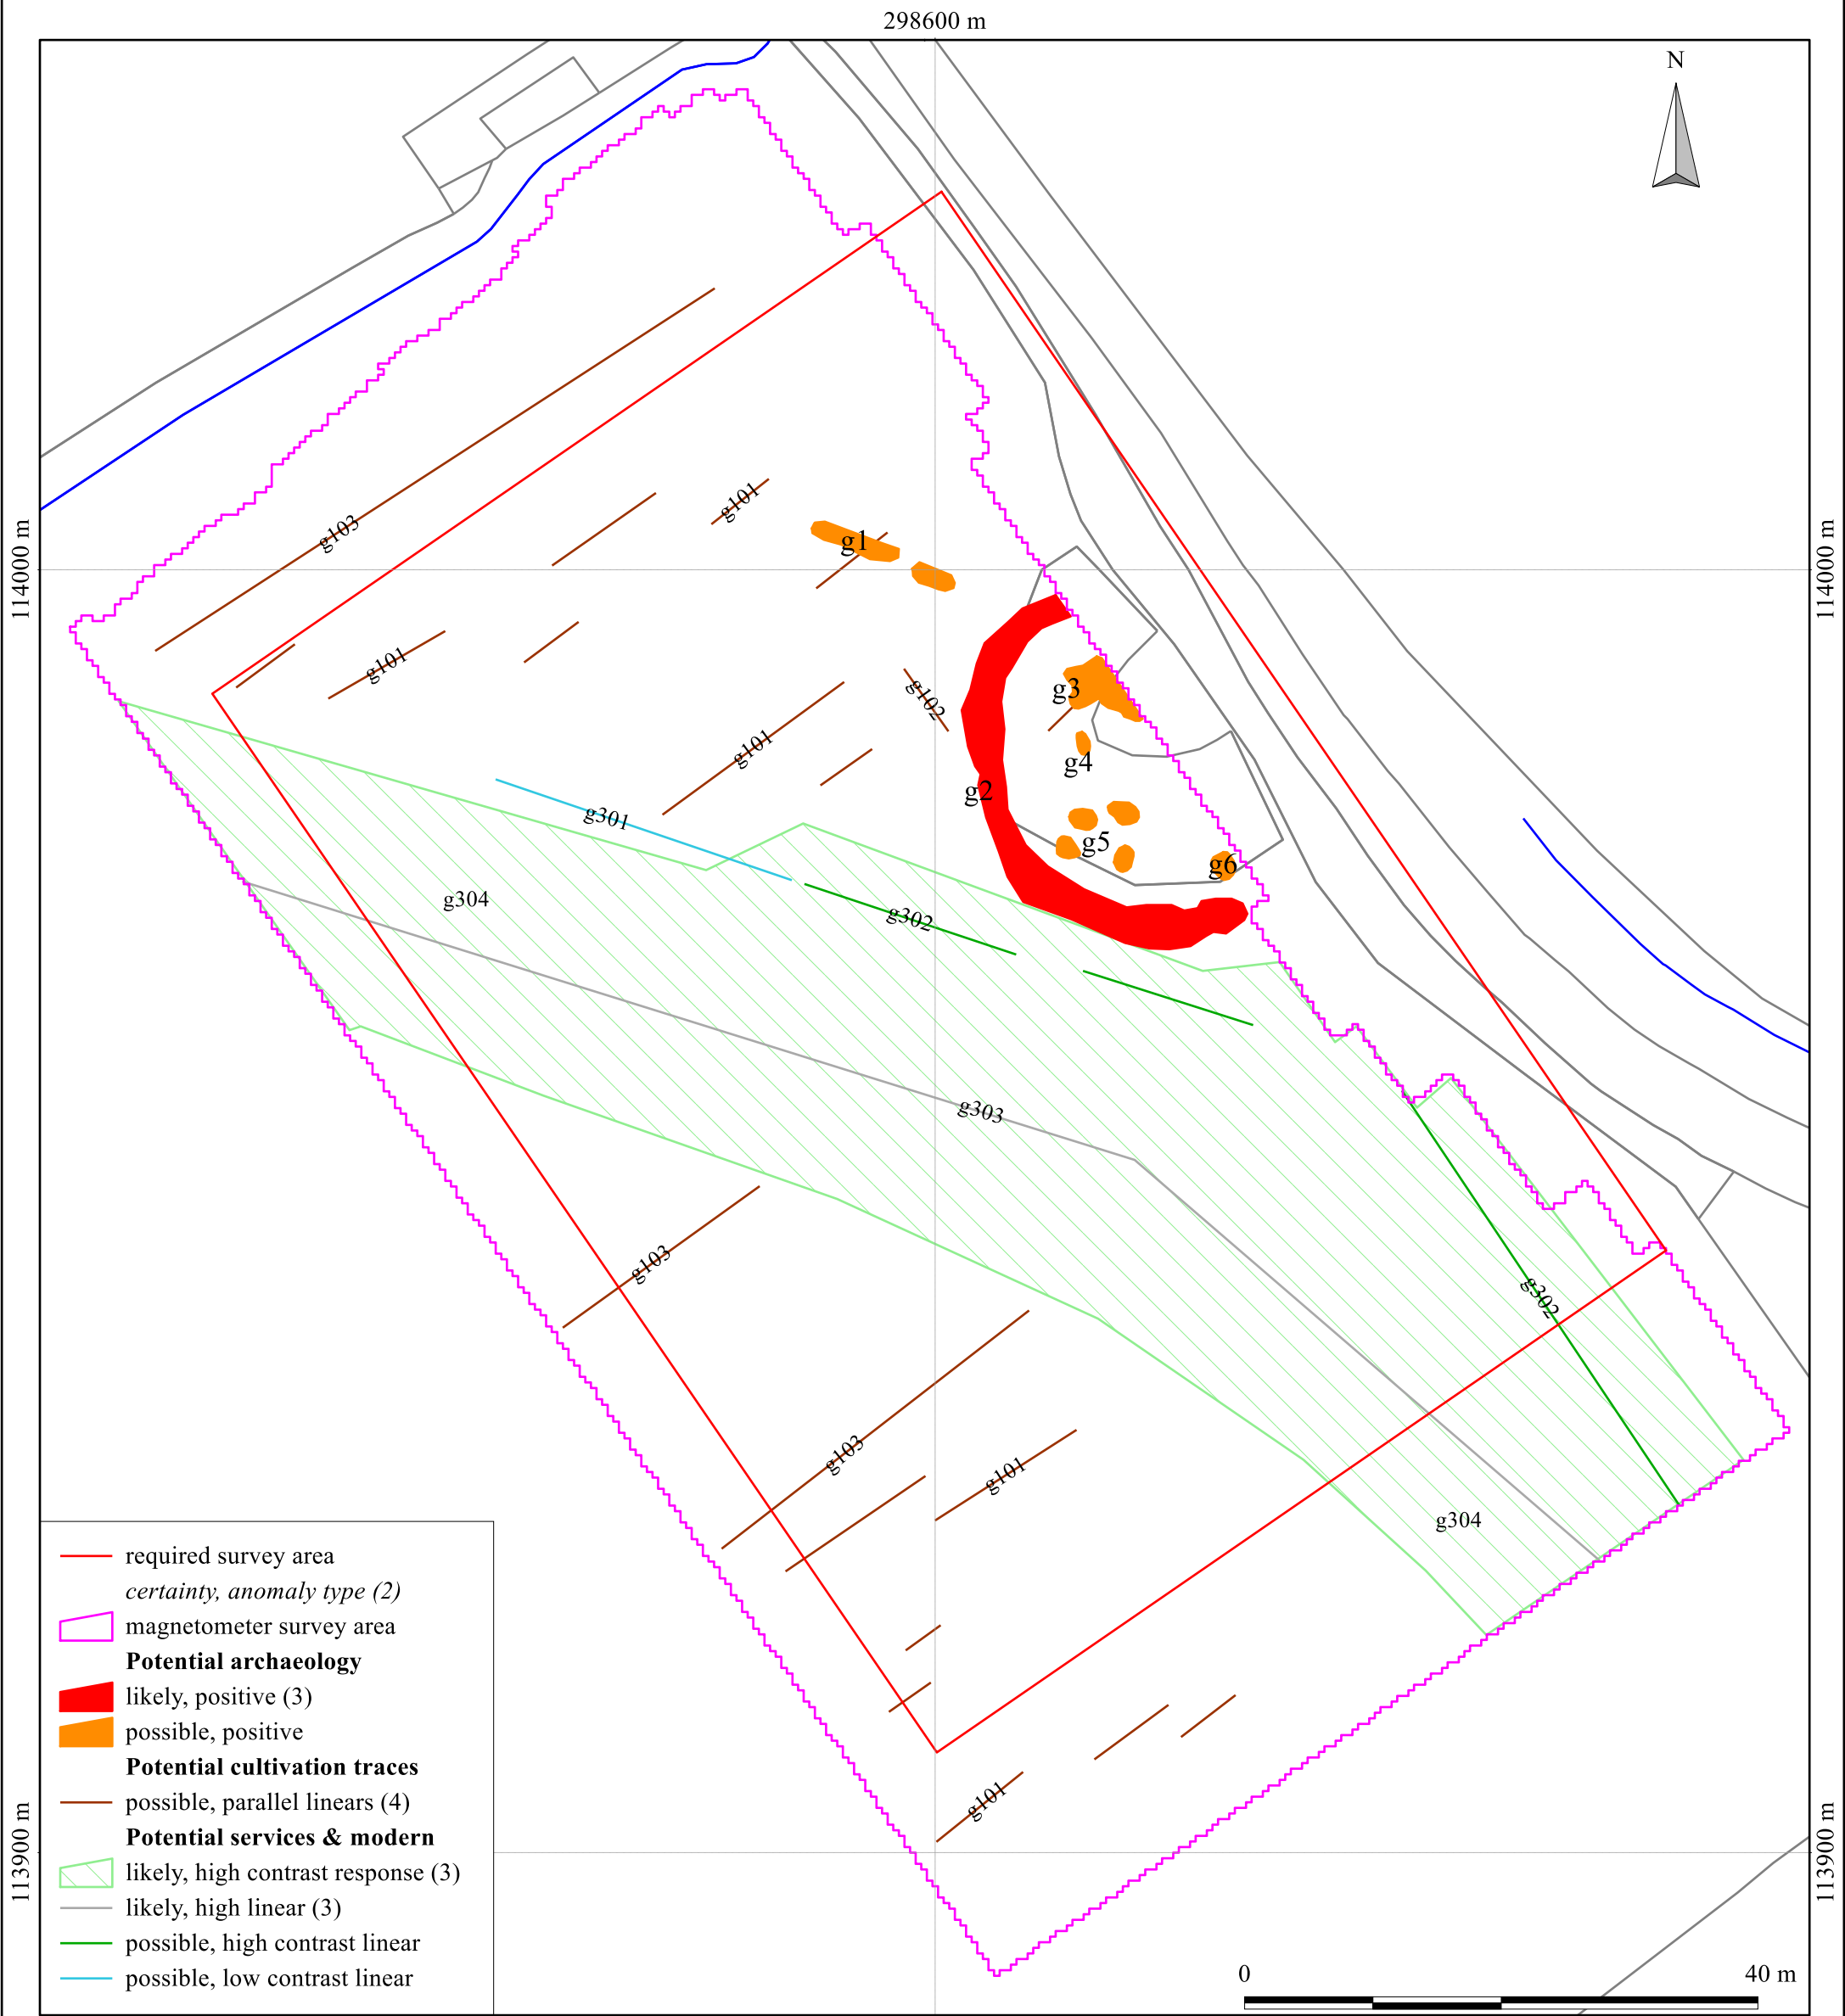 298600 m
N
g103
g101
g1
114000 m
114000 m
g101
g102
g3
g101
g4
g2
g301
g5
g6
g304
g302
g303
g103
g302
g103
g101
g304
g101
required survey area
certainty, anomaly type (2)
magnetometer survey area
Potential archaeology
likely, positive (3)
possible, positive
Potential cultivation traces
possible, parallel linears (4)
Potential services & modern
likely, high contrast response (3)
likely, high linear (3)
possible, high contrast linear
possible, low contrast linear
113900 m
113900 m
0 40 m